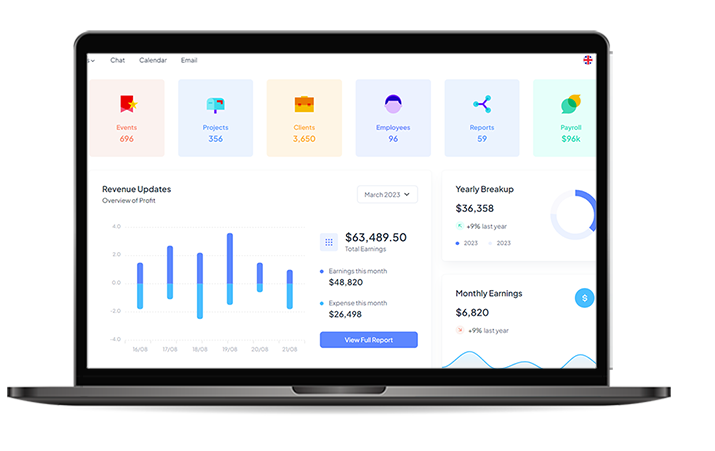 s
Chat
Calendar
Email
Events
696
Projects
356
Clients
3,650
Employees
96
Reports
59
Payroll
$96k
Revenue Updates
Overview of Profit
March 2023
4.0
2.0
0.0
-2.0
-4.0
16/08
17/08
18/08
19/08
20/08
21/08
$63,489.50
Total Earnings
Earnings this month
$48,820
Expense this month
$26,498
View Full Report
Yearly Breakup
$36,358
+9% last year
2023
2023
Monthly Earnings
$
$6,820
+9% last year